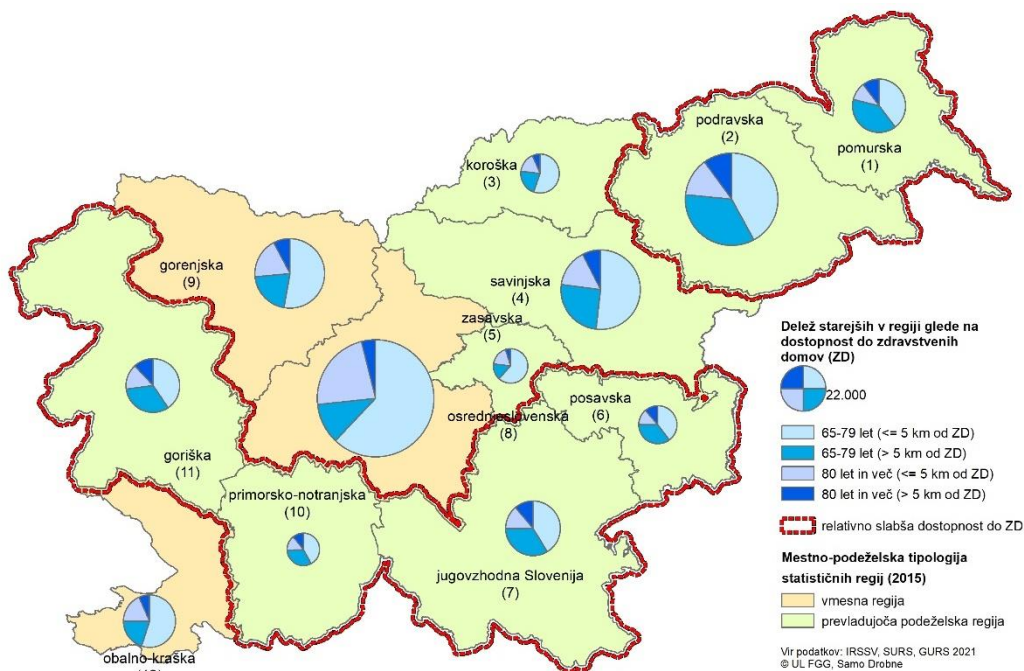 podravska
(2)
pomurska
(1)
koroška
(3)
gorenjska
(9)
savinjska
(4)
zasavska
(5)
posavska
(6)
osrednjeslovenska
(8)
goriška
(11)
primorsko-notranjska
(10)
jugovzhodna Slovenija
(7)
obalno-kraška
Delež starejših v regiji glede na
dostopnost do zdravstvenih
domov (ZD)
22.000
65-79 let (<= 5 km od ZD)
65-79 let (> 5 km od ZD)
80 let in več (<= 5 km od ZD)
80 let in več (> 5 km od ZD)
relativno slabša dostopnost do ZD
Mestno-podeželska tipologija
statističnih regij (2015)
vmesna regija
prevladujoča podeželska regija
Vir podatkov: IRSSV, SURS, GURS 2021
© UL FGG, Samo Drobne